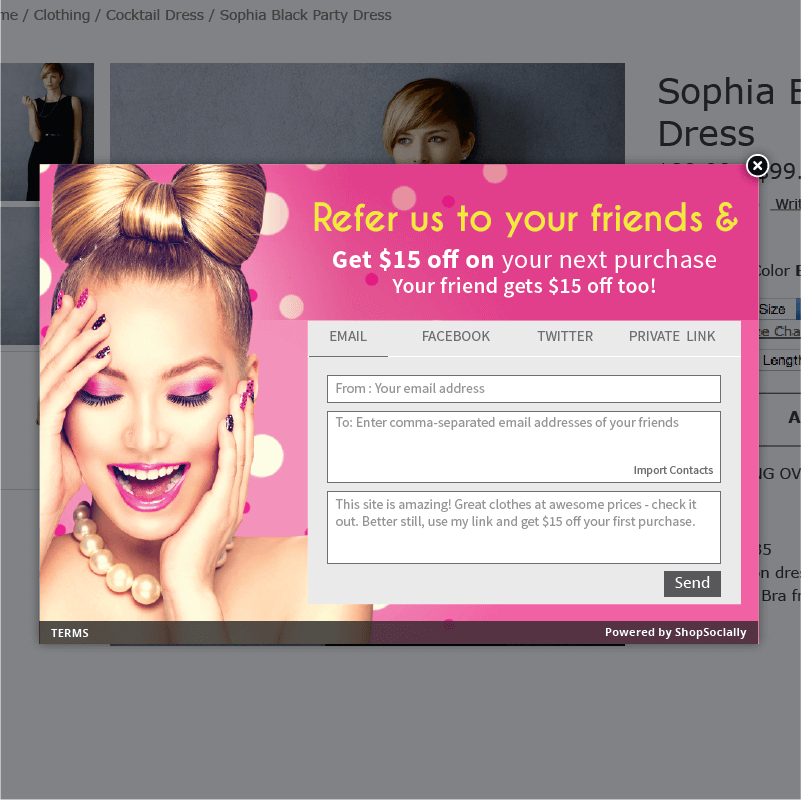 me / Clothing / Cocktail Dress / Sophia Black Party Dress
Sophia
Dress
Refer us to your friends &
Get $15 off on your next purchase
Your friend gets $15 off too!
EMAIL FACEBOOK TWITTER PRIVATE LINK
From : Your email address
To: Enter comma-separated email addresses of your friends
Import Contacts
This site is amazing! Great clothes at awesome prices - check it
out. Better still, use my link and get $15 off your first purchase.
Send
TERMS
Powered by ShopSocially
Color
Size
Length
Bra